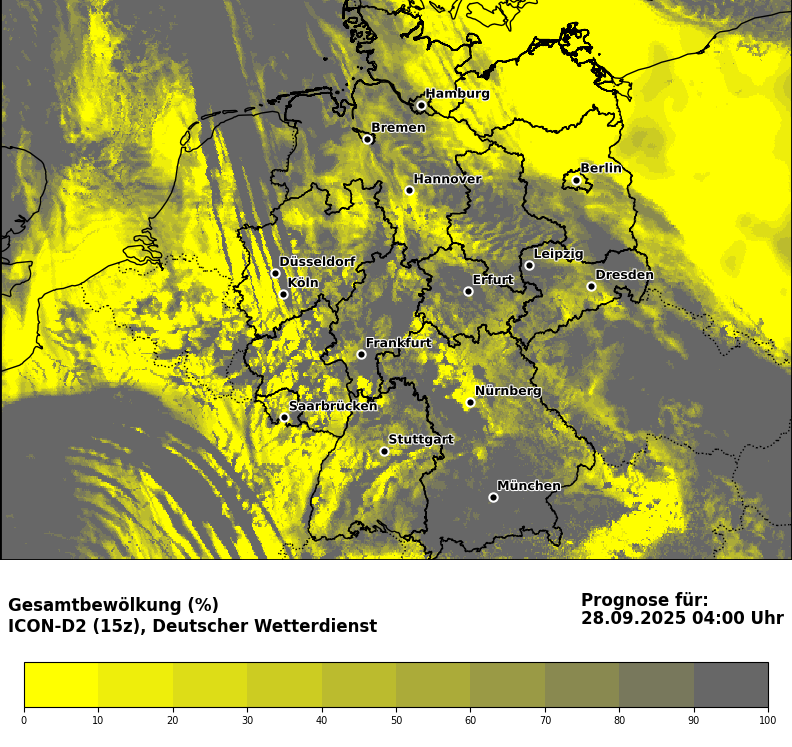 Hamburg
Bremen
Berlin
Hannover
Leipzig
Düsseldorf
Dresden
Erfurt
Köln
Frankfurt
Nürnberg
Saarbrücken
Stuttgart
München
Gesamtbewölkung (%)
ICON-D2 (15z), Deutscher Wetterdienst
Prognose für:
28.09.2025 04:00 Uhr
0 10 20 30 40 50 60 70 80 90 100